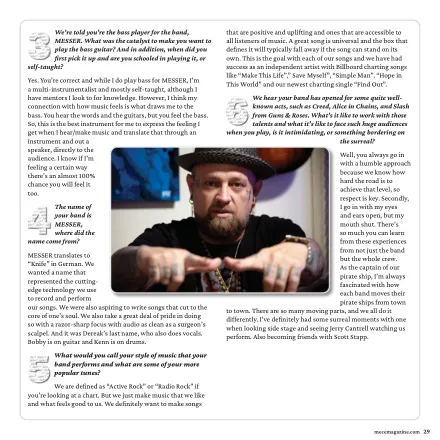 3 We're told you're the bass player for the band,
MESSER. What was the catalyst to make you want to
play the bass guitar? And in addition, when did you
first pick it up and are you schooled in playing it, or
self-taught?
Yes. You're correct and while I do play bass for MESSER, I'm
a multi-instrumentalist and mostly self-taught, although I
have mentors I look to for knowledge. However, I think my
connection with how music feels is what draws me to the
bass. You hear the words and the guitars, but you feel the bass.
So, this is the best instrument for me to express the feeling I
get when I hear/make music and translate that through an
instrument and out a
speaker, directly to the
audience. I know if I'm
feeling a certain way
there's an almost 100%
chance you will feel it
too.
4 The name of
your band is
MESSER,
where did the
name come from?
MESSER translates to
"Knife" in German. We
wanted a name that
represented the cutting-
edge technology we use
to record and perform
our songs. We were also aspiring to write songs that cut to the
core of one's soul. We also take a great deal of pride in doing
so with a razor-sharp focus with audio as clean as a surgeon's
scalpel. And it was Dereak's last name, who also does vocals.
Bobby is on guitar and Kenn is on drums.
5 What would you call your style of music that your
band performs and what are some of your more
popular tunes?
We are defined as "Active Rock" or "Radio Rock" if
you're looking at a chart. But we just make music that we like
and what feels good to us. We definitely want to make songs
that are positive and uplifting and ones that are accessible to
all listeners of music. A great song is universal and the box that
defines it will typically fall away if the song can stand on its
own. This is the goal with each of our songs and we have had
success as an independent artist with Billboard charting songs
like "Make This Life", "Save Myself", "Simple Man", "Hope in
This World" and our newest charting single "Find Out".
6 We hear your band has opened for some quite well-
known acts, such as Creed, Alice in Chains, and Slash
from Guns & Roses. What's it like to work with those
talents and what it's like to face such huge audiences
when you play, is it intimidating, or something bordering on
the surreal?
Well, you always go in
with a humble approach
because we know how
hard the road is to
achieve that level, so
respect is key. Secondly,
I go in with my eyes
and ears open, but my
mouth shut. There's
so much you can learn
from these experiences
from not just the band
but the whole crew.
As the captain of our
pirate ship, I'm always
fascinated with how
each band moves their
pirate ships from town
to town. There are so many moving parts, and we all do it
differently. I've definitely had some surreal moments with one
when looking side stage and seeing Jerry Cantrell watching us
perform. Also becoming friends with Scott Stapp.
29